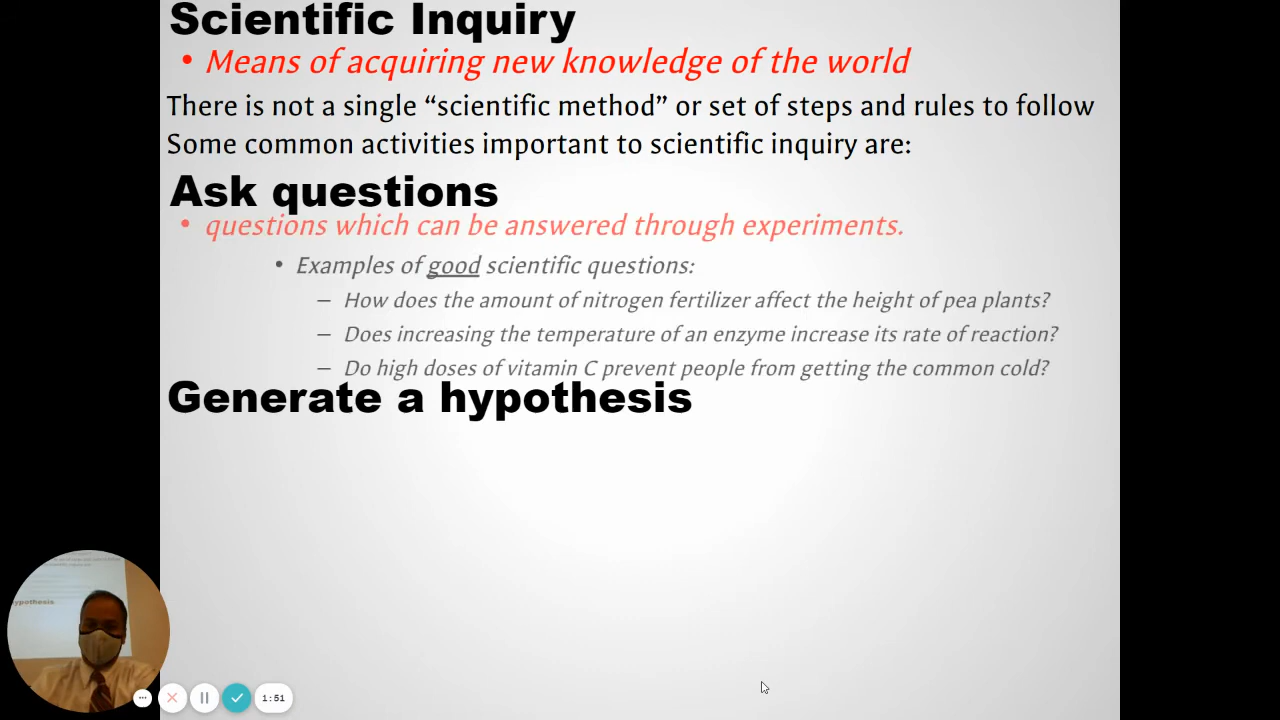 Scientific Inquiry
• Means of acquiring new knowledge of the world
There is not a single “scientific method” or set of steps and rules to follow
Some common activities important to scientific inquiry are:
Ask questions
• questions which can be answered through experiments.
• Examples of good scientific questions:
– How does the amount of nitrogen fertilizer affect the height of pea plants?
– Does increasing the temperature of an enzyme increase its rate of reaction?
– Do high doses of vitamin C prevent people from getting the common cold?
Generate a hypothesis
ypothesis
1:51